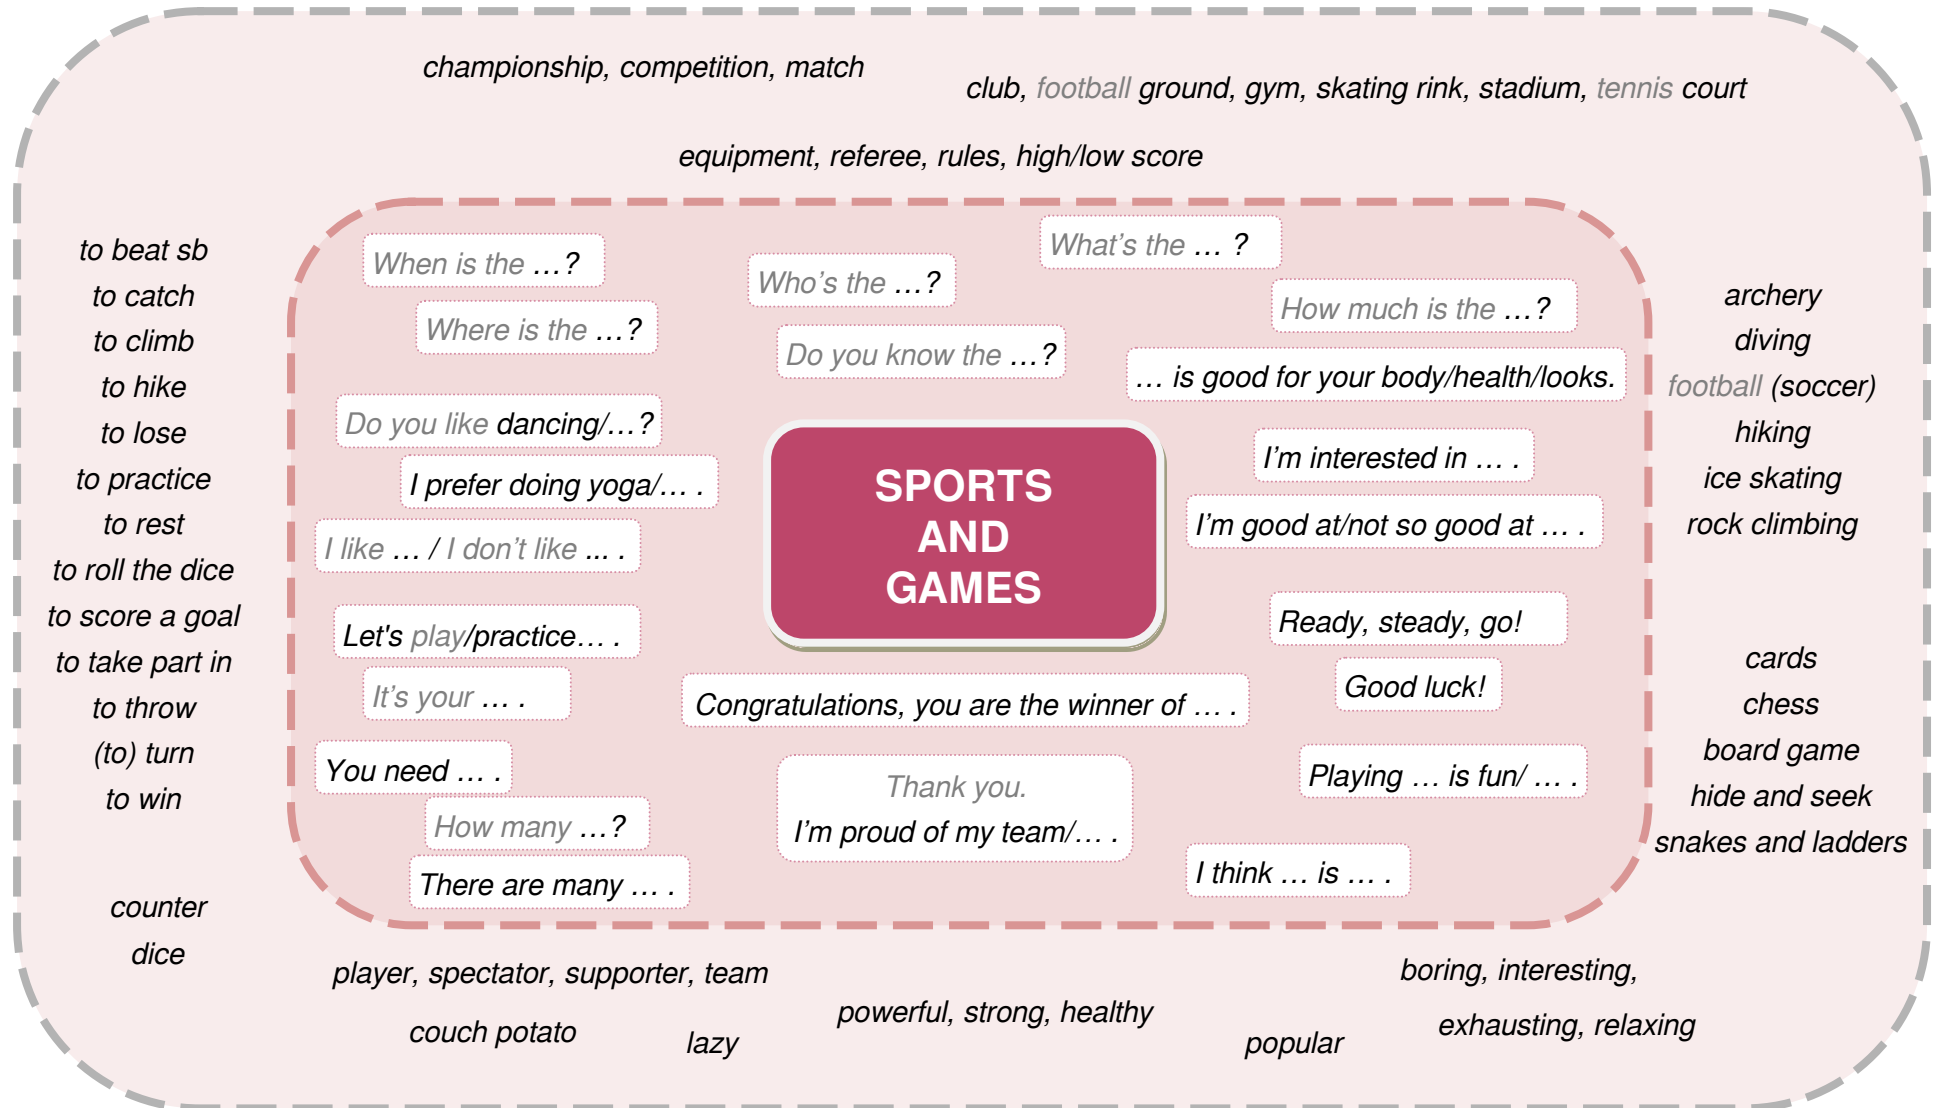 championship, competition, match
club, football ground, gym, skating rink, stadium, tennis court
equipment, referee, rules, high/low score
to beat sb
to catch
to climb
to hike
to lose
to practice
to rest
to roll the dice
to score a goal
to take part in
to throw
(to) turn
to win
counter
dice
When is the …?
Where is the …?
Who's the …?
Do you know the …?
What's the … ?
How much is the …?
… is good for your body/health/looks.
Do you like dancing/…?
I prefer doing yoga/… .
I like … / I don't like ... .
Let's play/practice… .
It's your … .
You need … .
How many …?
There are many … .
SPORTS
AND
GAMES
Congratulations, you are the winner of … .
Thank you.
I'm proud of my team/… .
I'm interested in … .
I'm good at/not so good at … .
Ready, steady, go!
Good luck!
Playing … is fun/ … .
I think … is … .
archery
diving
football (soccer)
hiking
ice skating
rock climbing
cards
chess
board game
hide and seek
snakes and ladders
player, spectator, supporter, team
couch potato
lazy
powerful, strong, healthy
popular
boring, interesting,
exhausting, relaxing